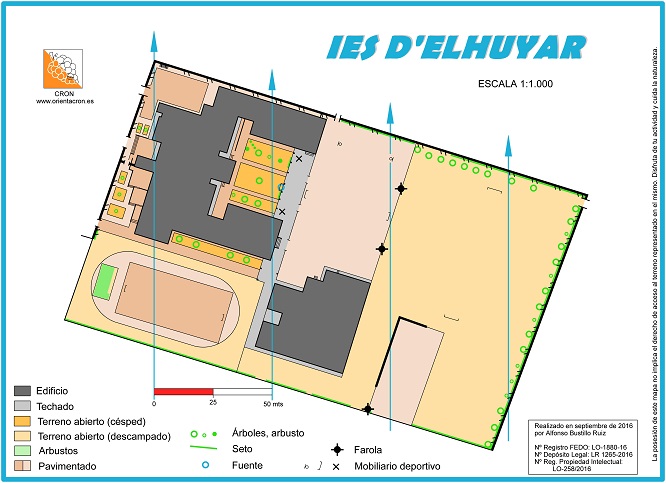 IES D'ELHUYAR
ESCALA 1:1.000
CRON
www.orientacron.es
La posesión de este mapa no implica el derecho de acceso al terreno representado en el mismo. Disfruta de tu actividad y cuida la naturaleza.
0 25 50 mts
Edificio
Techado
Terreno abierto (césped)
Terreno abierto (descampado)
Arbustos
Pavimentado
Árboles, arbusto
Seto
Fuente
Farola
Mobiliario deportivo
Realizado en septiembre de 2016
por Alfonso Bustillo Ruiz
Nº Registro FEDO: LO-1880-16
Nº Depósito Legal: LR 1265-2016
Nº Reg. Propiedad Intelectual:
LO-258/2016